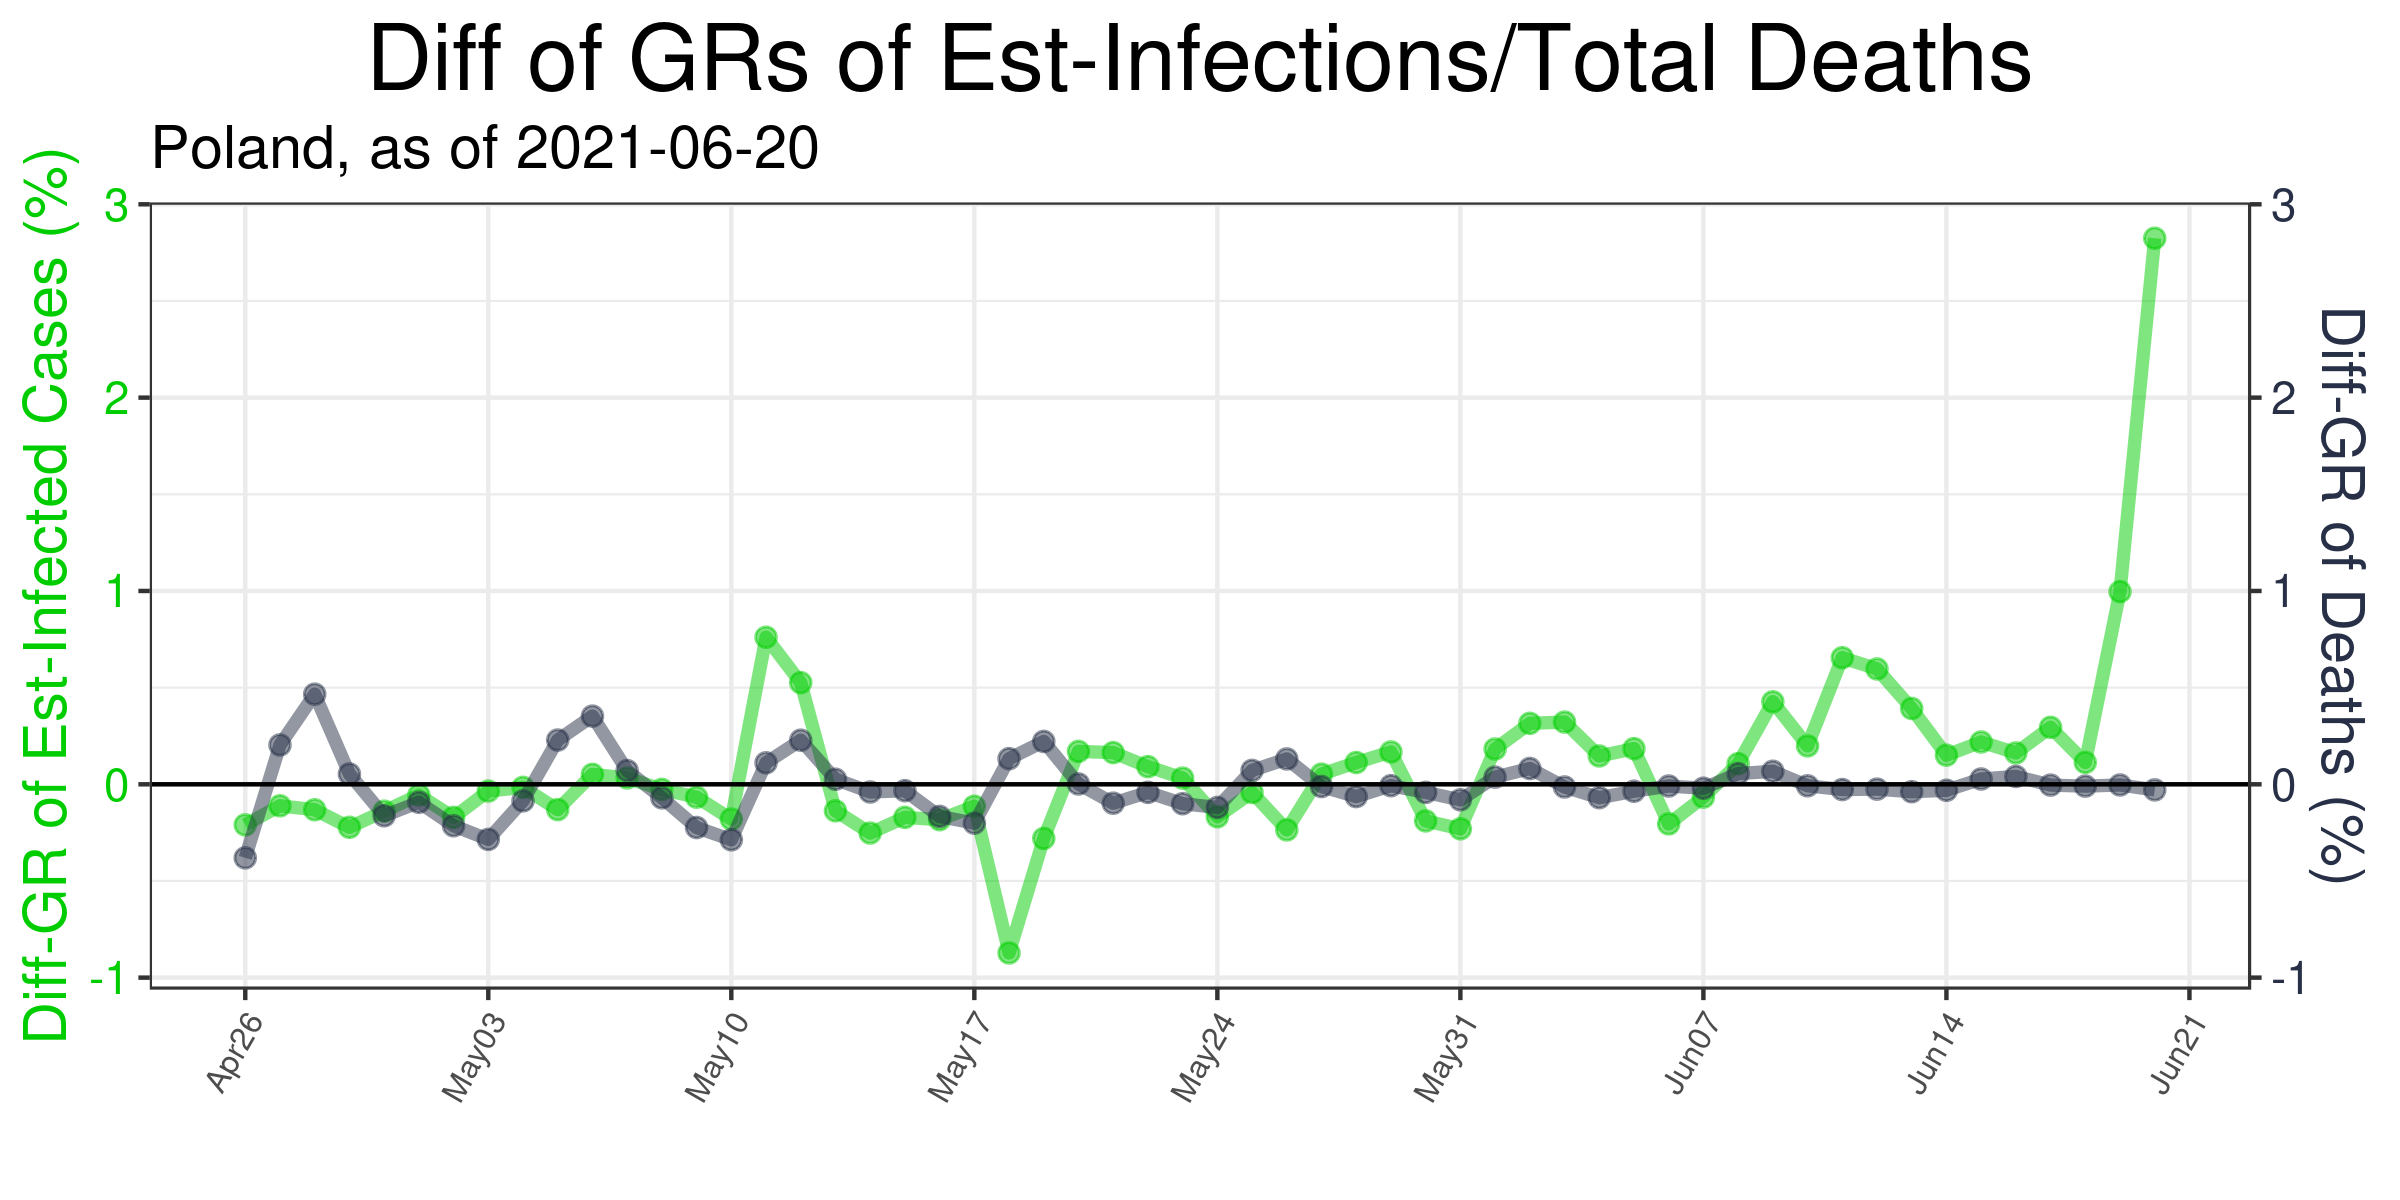 Diff of GRs of Est-Infections/Total Deaths
Poland, as of 2021-06-20
Diff-GR of Est-Infected Cases (%)
3
2
1
0
-1
3
2
1
0
-1
Diff-GR of Deaths (%)
Apr26
May03
May10
May17
May24
May31
Jun07
Jun14
Jun21